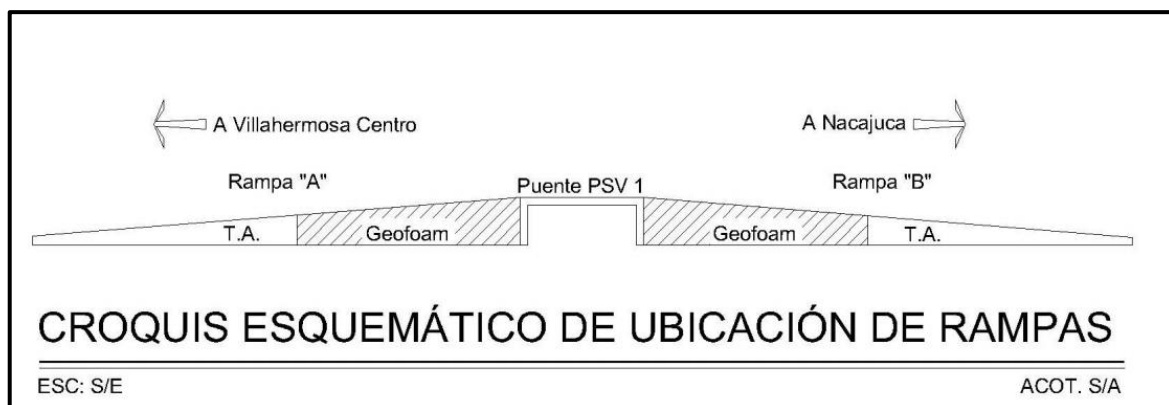 A Villahermosa Centro
A Nacajuca
Rampa "A"
Puente PSV 1
Rampa "B"
T.A.
Geofoam
Geofoam
T.A.
CROQUIS ESQUEMÁTICO DE UBICACIÓN DE RAMPAS
ESC: S/E
ACOT. S/A